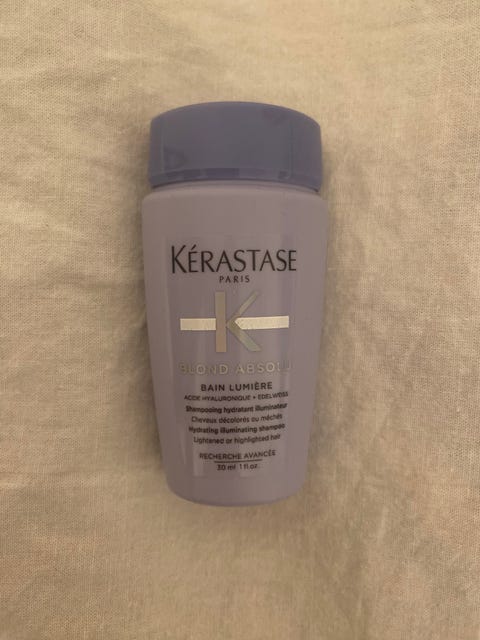 KÉRASTASE
PARIS
K
BLOND ABSOLU
BAIN LUMIÈRE
ACIDE HYALURONIQUE + EDELWEISS
Shampooing hydratant illuminateur
Cheveux décolorés ou méchés
Hydrating illuminating shampoo
Lightened or highlighted hair
RECHERCHE AVANCÉE
30 ml 1 fl oz.